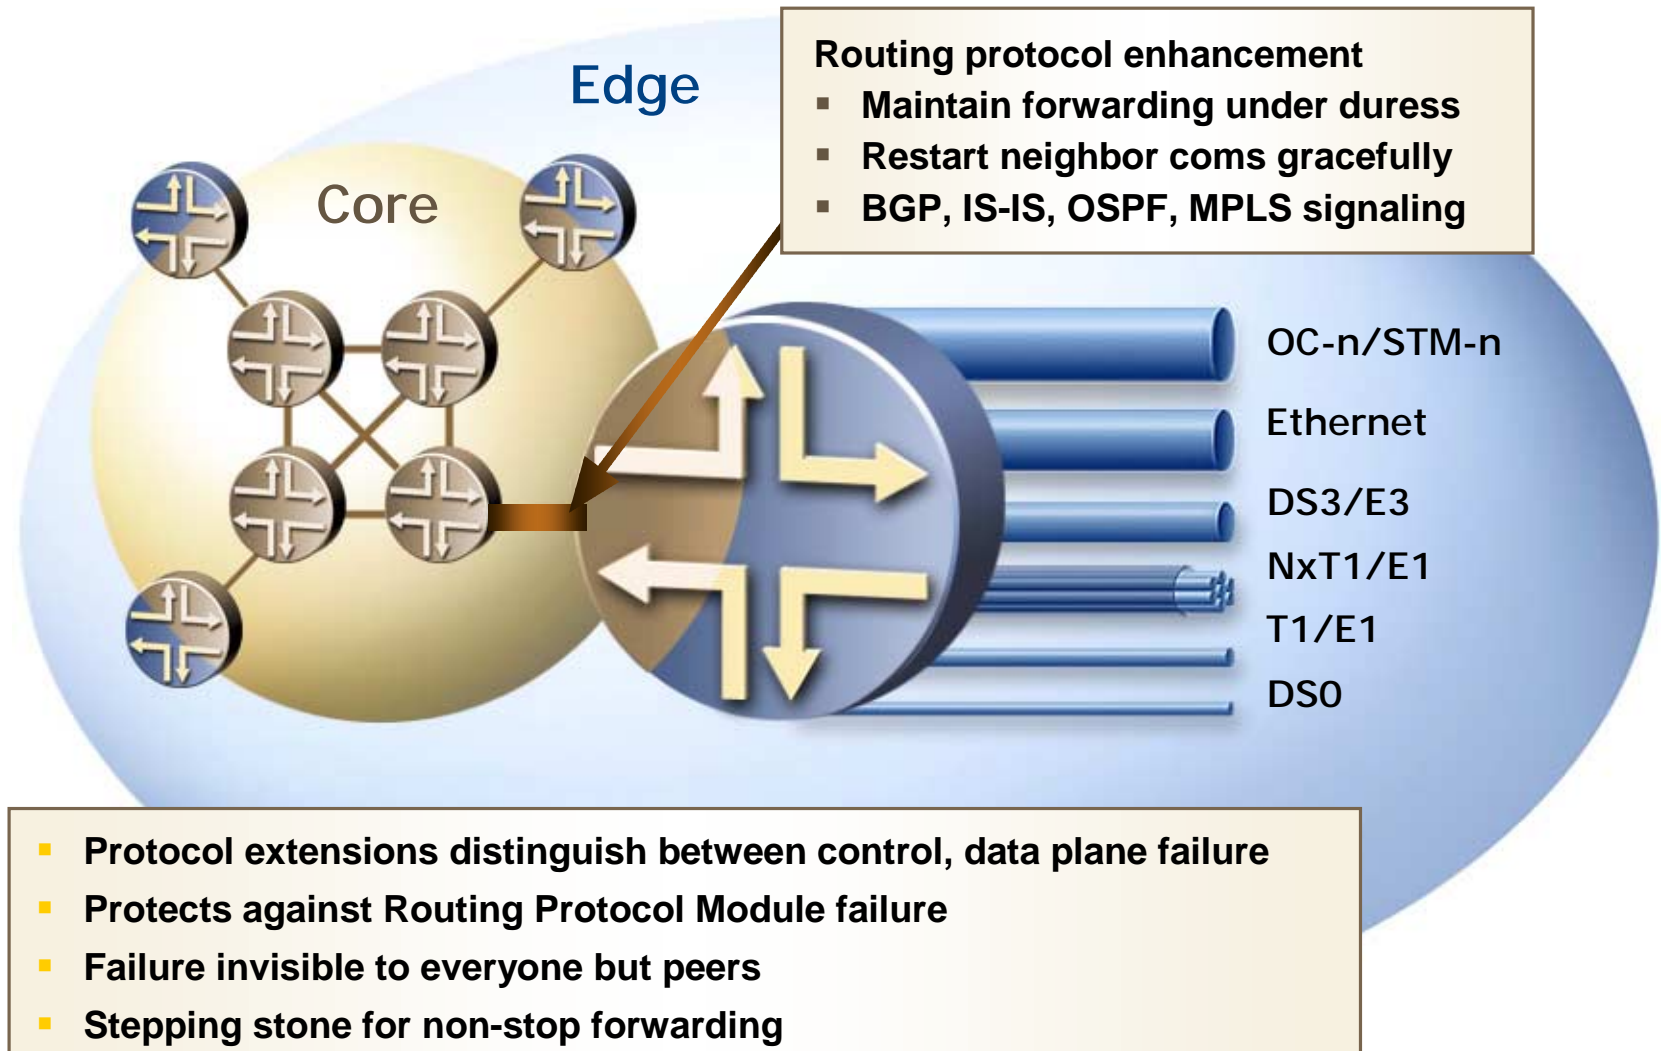 Edge
Core
Routing protocol enhancement
▪ Maintain forwarding under duress
▪ Restart neighbor coms gracefully
▪ BGP, IS-IS, OSPF, MPLS signaling
OC-n/STM-n
Ethernet
DS3/E3
NxT1/E1
T1/E1
DS0
▪ Protocol extensions distinguish between control, data plane failure
▪ Protects against Routing Protocol Module failure
▪ Failure invisible to everyone but peers
▪ Stepping stone for non-stop forwarding